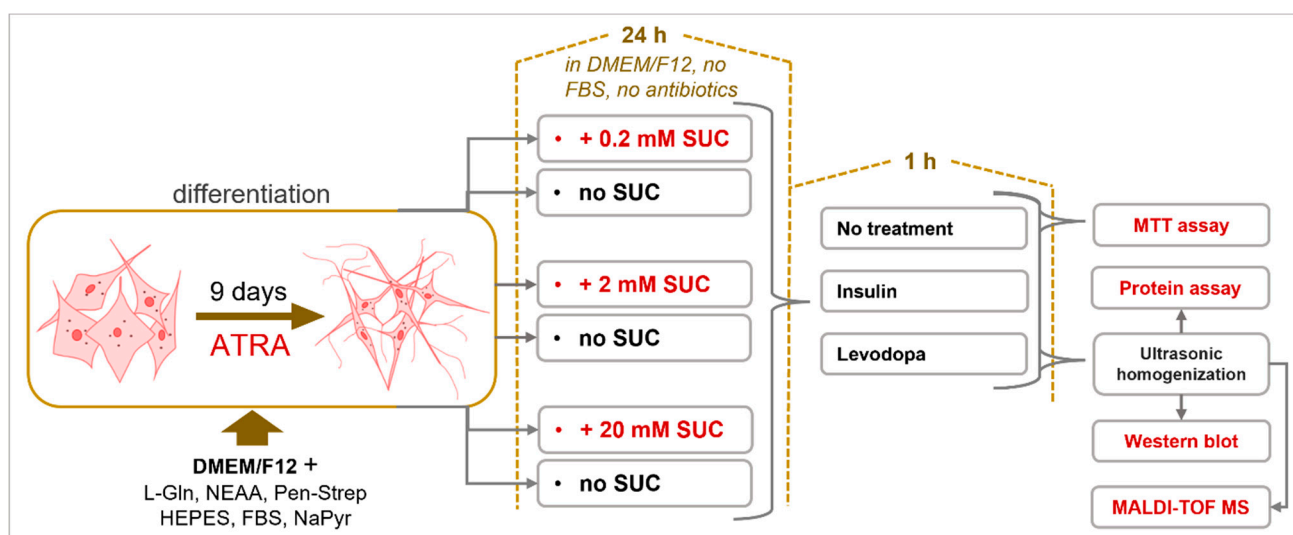 24 h
in DMEM/F12, no
FBS, no antibiotics
differentiation
9 days
ATRA
DMEM/F12 +
L-Gln, NEAA, Pen-Strep
HEPES, FBS, NaPyr
• + 0.2 mM SUC
• no SUC
• + 2 mM SUC
• no SUC
• + 20 mM SUC
• no SUC
1 h
No treatment
Insulin
Levodopa
MTT assay
Protein assay
Ultrasonic
homogenization
Western blot
MALDI-TOF MS